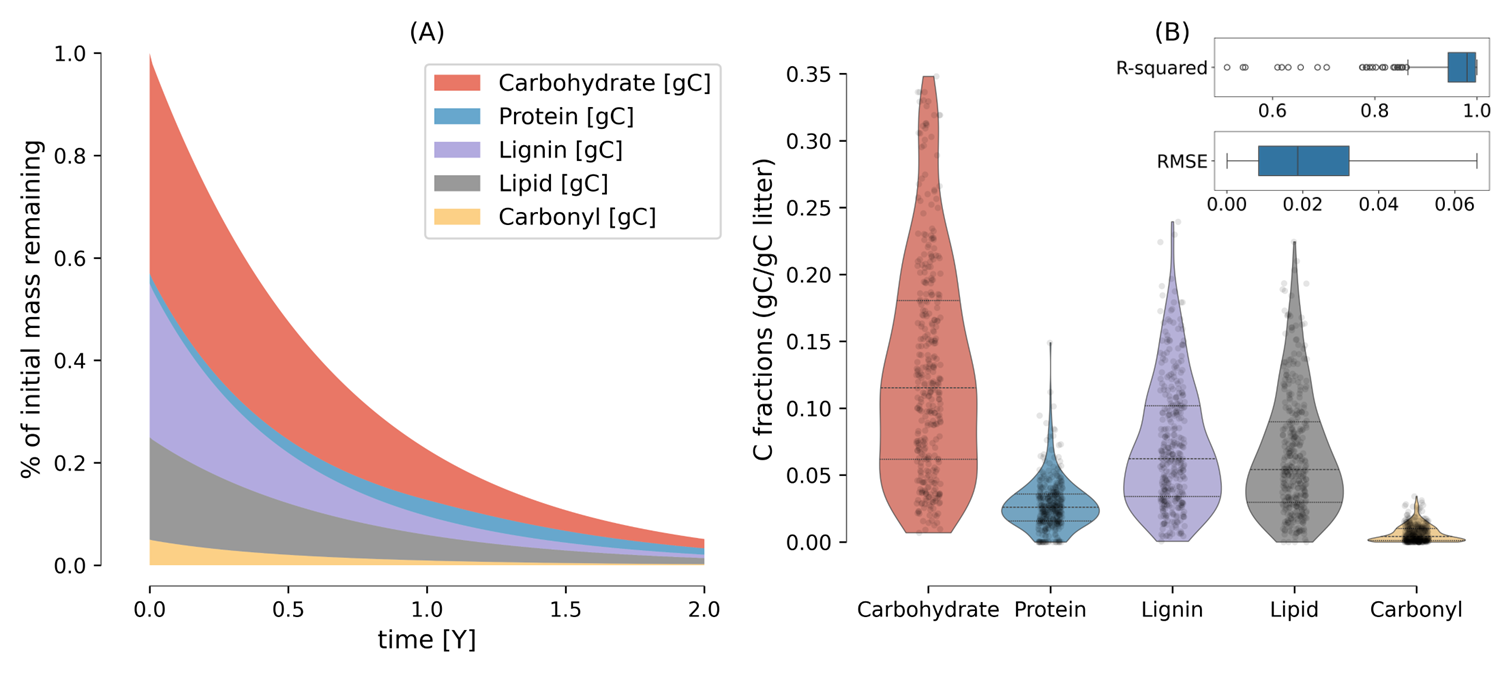 (A)
% of initial mass remaining
1.0
0.8
0.6
0.4
0.2
0.0
Carbohydrate [gC]
Protein [gC]
Lignin [gC]
Lipid [gC]
Carbonyl [gC]
0.0 0.5 1.0 1.5 2.0
time [Y]
(B)
C fractions (gC/gC litter)
0.35
0.30
0.25
0.20
0.15
0.10
0.05
0.00
R-squared
0.6 0.8 1.0
RMSE
0.00 0.02 0.04 0.06
Carbohydrate Protein Lignin Lipid Carbonyl